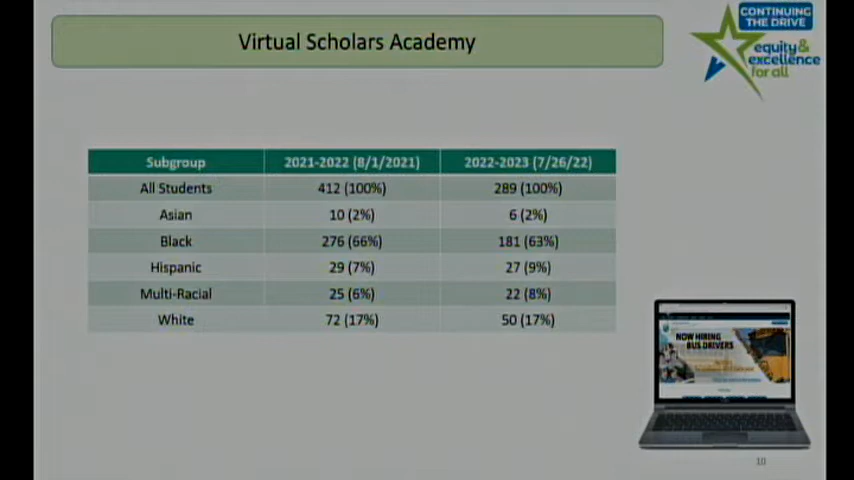 Virtual Scholars Academy
CONTINUING
THE DRIVE
equity &
excellence
for all
Subgroup 2021-2022 (8/1/2021) 2022-2023 (7/26/22)
All Students 412 (100%) 289 (100%)
Asian 10 (2%) 6 (2%)
Black 276 (66%) 181 (63%)
Hispanic 29 (7%) 27 (9%)
Multi-Racial 25 (6%) 22 (8%)
White 72 (17%) 50 (17%)
NOW HIRING
BUS DRIVERS
10